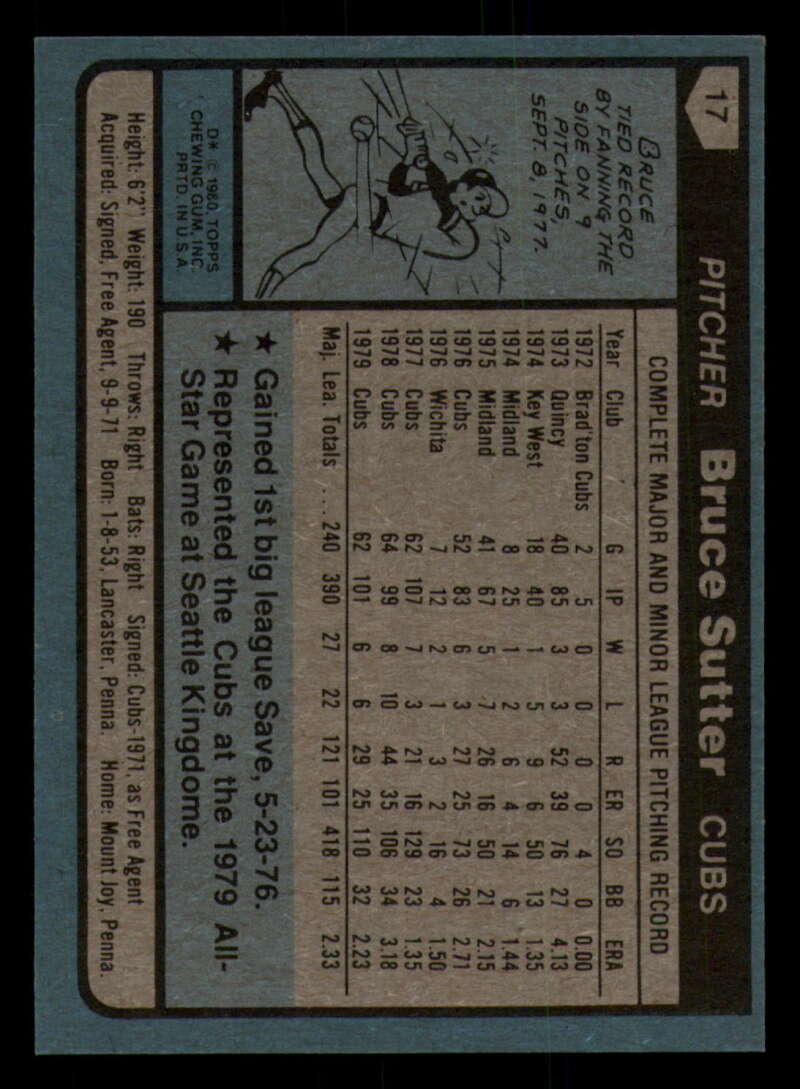 17
PITCHER Bruce Sutter CUBS
BRUCE
TIED RECORD
BY FANNING THE
SIDE ON 9
PITCHES,
SEPT. 8, 1977.
D* © 1980 TOPPS
CHEWING GUM, INC.
PRTD. IN U.S.A.
COMPLETE MAJOR AND MINOR LEAGUE PITCHING RECORD
Year Club G IP W L R ER SO BB ERA
1972 Brad'ton Cubs 2 5 0 0 0 0 4 0 0.00
1973 Quincy 40 85 3 3 52 39 76 27 4.13
1974 Key West 18 40 1 5 9 6 50 13 1.35
1974 Midland 8 25 1 2 6 4 14 6 1.44
1975 Midland 41 67 5 7 26 16 50 21 2.15
1976 Cubs 52 83 6 3 27 25 73 26 2.71
1976 Wichita 7 12 2 1 3 2 16 4 1.50
1977 Cubs 62 107 7 3 21 16 129 23 1.35
1978 Cubs 64 99 8 10 44 35 106 34 3.18
1979 Cubs 62 101 6 6 29 25 110 32 2.23
Maj. Lea. Totals ... 240 390 27 22 121 101 418 115 2.33
★ Gained 1st big league Save, 5-23-76.
★ Represented the Cubs at the 1979 All-
Star Game at Seattle Kingdome.
Height: 6'2" Weight: 190 Throws: Right Bats: Right Signed: Cubs-1971, as Free Agent
Acquired: Signed, Free Agent, 9-9-71 Born: 1-8-53, Lancaster, Penna. Home: Mount Joy, Penna.